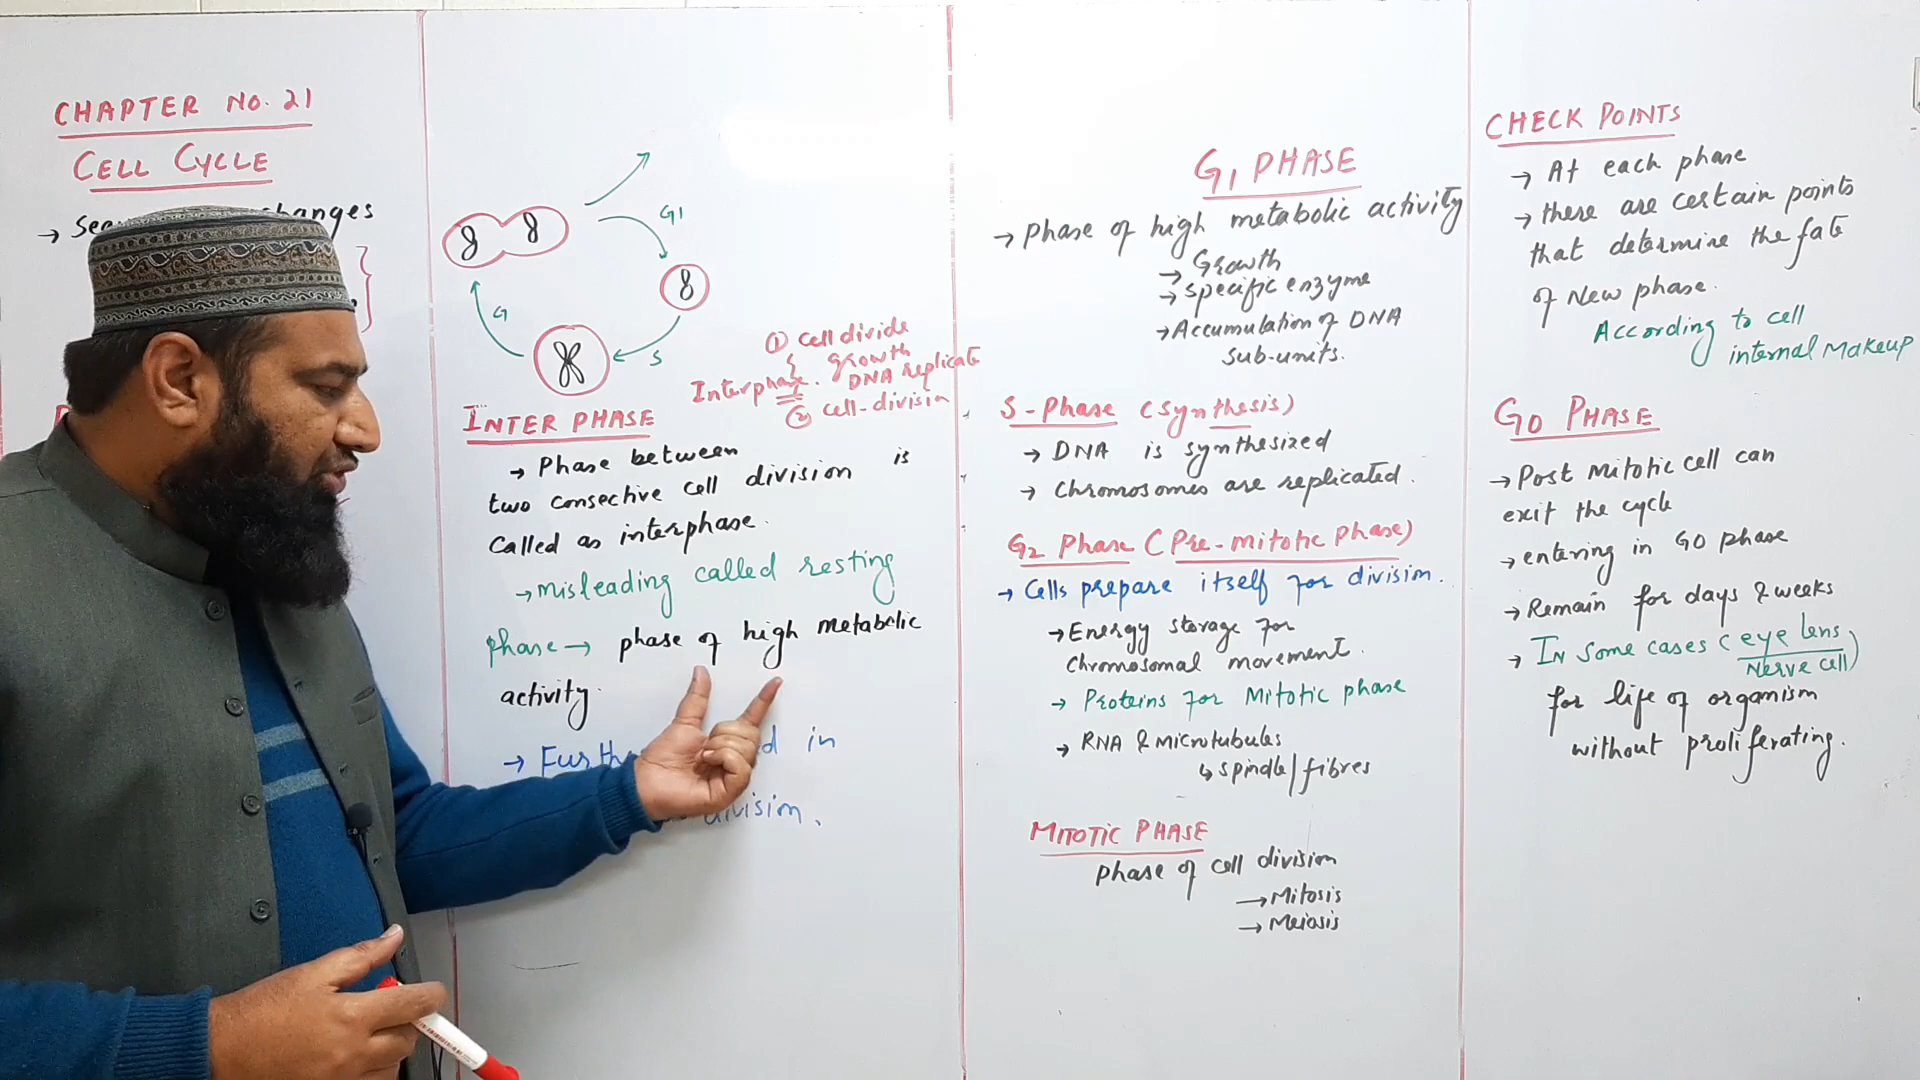 CHAPTER NO. 21
CELL CYCLE
→ changes
G1
S
G
① Cell divide
growth
DNA replicate
Interphase.
② cell-division
INTER PHASE
→ Phase between
two consective cell division is
Called as interphase.
→ misleading called resting
phase → phase of high metabolic
activity.
→ in
G1 PHASE
→ Phase of high metabolic activity
→ Growth
→ specific enzyme
→ Accumulation of DNA
sub-units.
S-Phase (Synthesis)
→ DNA is synthesized
→ Chromosomes are replicated.
G2 Phase (Pre-mitotic Phase)
→ Cells prepare itself for division.
→ Energy storage for
Chromosomal movement.
→ Proteins for Mitotic phase
→ RNA & microtubules
↳ spindle/fibres
MITOTIC PHASE
Phase of cell division
→ Mitosis
→ Meiosis
CHECK POINTS
→ At each phase
→ there are certain points
that determine the fate
of New phase.
According to cell
internal Makeup
G0 PHASE
→ Post Mitotic cell can
exit the cycle
→ entering in G0 phase
→ Remain for days & weeks
→ In some cases (eye lens
Nerve cell)
for life of organism
without proliferating.